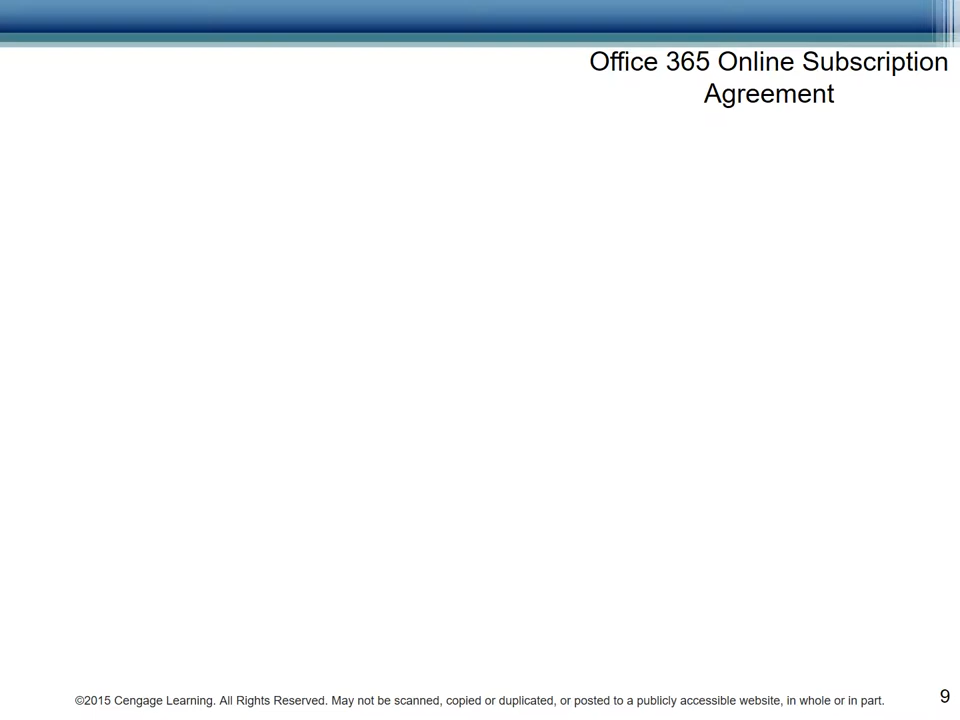 Office 365 Online Subscription
Agreement
©2015 Cengage Learning. All Rights Reserved. May not be scanned, copied or duplicated, or posted to a publicly accessible website, in whole or in part.
9